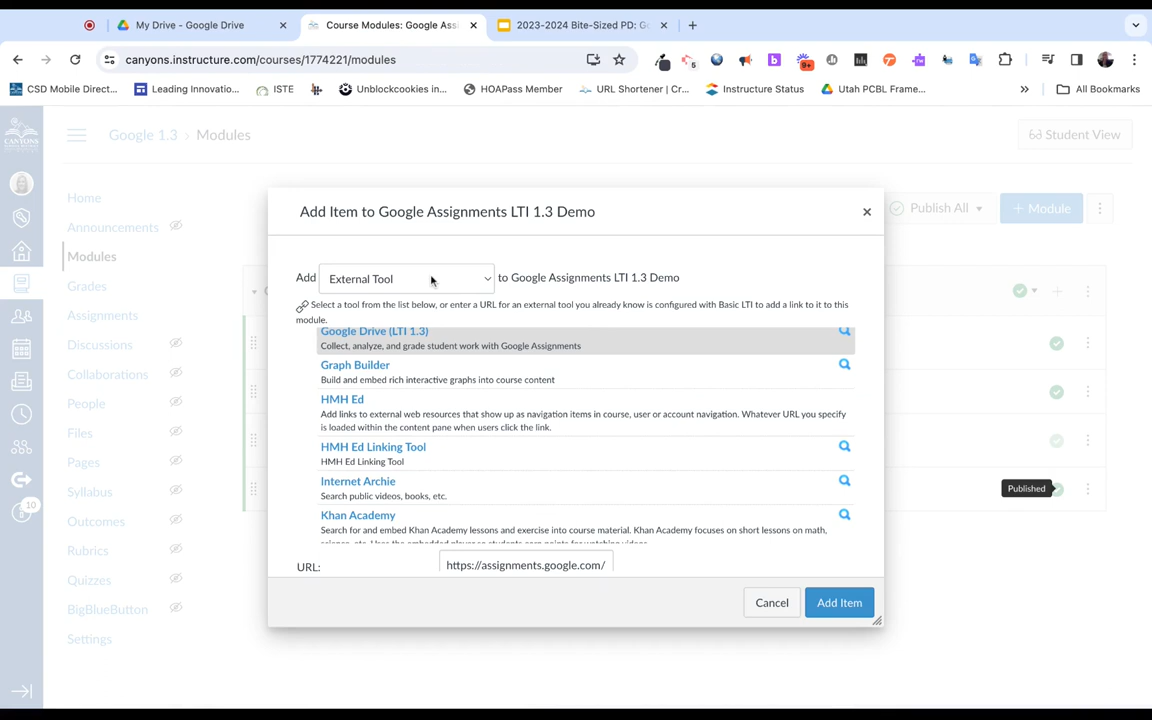 My Drive - Google Drive
Course Modules: Google Assi
2023-2024 Bite-Sized PD: Go
canyons.instructure.com/courses/1774221/modules
5
9+
CSD Mobile Direct...
Leading Innovatio...
ISTE
Unblockcookies in...
HOAPass Member
URL Shortener | Cr...
Instructure Status
Utah PCBL Frame...
All Bookmarks
Google 1.3 › Modules
Student View
Home
Announcements
Modules
Grades
Assignments
Discussions
Collaborations
People
Files
Pages
Syllabus
Outcomes
Rubrics
Quizzes
BigBlueButton
Settings
10
Publish All
+ Module
Published
Add Item to Google Assignments LTI 1.3 Demo
Add External Tool to Google Assignments LTI 1.3 Demo
Select a tool from the list below, or enter a URL for an external tool you already know is configured with Basic LTI to add a link to it to this
module.
Google Drive (LTI 1.3)
Collect, analyze, and grade student work with Google Assignments
Graph Builder
Build and embed rich interactive graphs into course content
HMH Ed
Add links to external web resources that show up as navigation items in course, user or account navigation. Whatever URL you specify
is loaded within the content pane when users click the link.
HMH Ed Linking Tool
HMH Ed Linking Tool
Internet Archie
Search public videos, books, etc.
Khan Academy
Search for and embed Khan Academy lessons and exercise into course material. Khan Academy focuses on short lessons on math,
URL:
https://assignments.google.com/
Cancel
Add Item